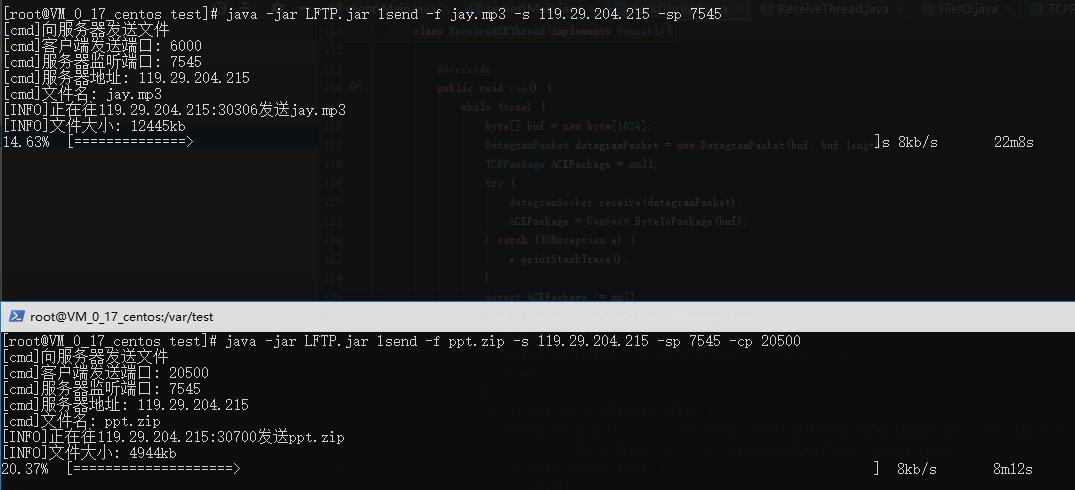 [root@VM_0_17_centos test]# java -jar LFTP.jar lsend -f jay.mp3 -s 119.29.204.215 -sp 7545
[cmd]向服务器发送文件
[cmd]客户端发送端口: 6000
[cmd]服务器监听端口: 7545
[cmd]服务器地址: 119.29.204.215
[cmd]文件名: jay.mp3
[INFO]正在往119.29.204.215:30306发送jay.mp3
[INFO]文件大小: 12445kb
14.63% [==============> ]s 8kb/s 22m8s
ReceiveThread.java
FileIO.java
111 class ReceiveACKThread implements Runnable{
112
113 @Override
114 public void run() {
while (true) {
116 byte[] buf = new byte[1024];
117 DatagramPacket datagramPacket = new DatagramPacket(buf, buf.lengt
118 TCPPackage ACKPackage = null;
119 try {
120 datagramSocket.receive(datagramPacket);
121 ACKPackage = Convert.ByteToPackage(buf);
122 } catch (IOException e) {
123 e.printStackTrace();
124 }
ACKPackage != null;
root@VM_0_17_centos:/var/test
[root@VM_0_17_centos test]# java -jar LFTP.jar lsend -f ppt.zip -s 119.29.204.215 -sp 7545 -cp 20500
[cmd]向服务器发送文件
[cmd]客户端发送端口: 20500
[cmd]服务器监听端口: 7545
[cmd]服务器地址: 119.29.204.215
[cmd]文件名: ppt.zip
[INFO]正在往119.29.204.215:30700发送ppt.zip
[INFO]文件大小: 4944kb
20.37% [====================> ] 8kb/s 8m12s